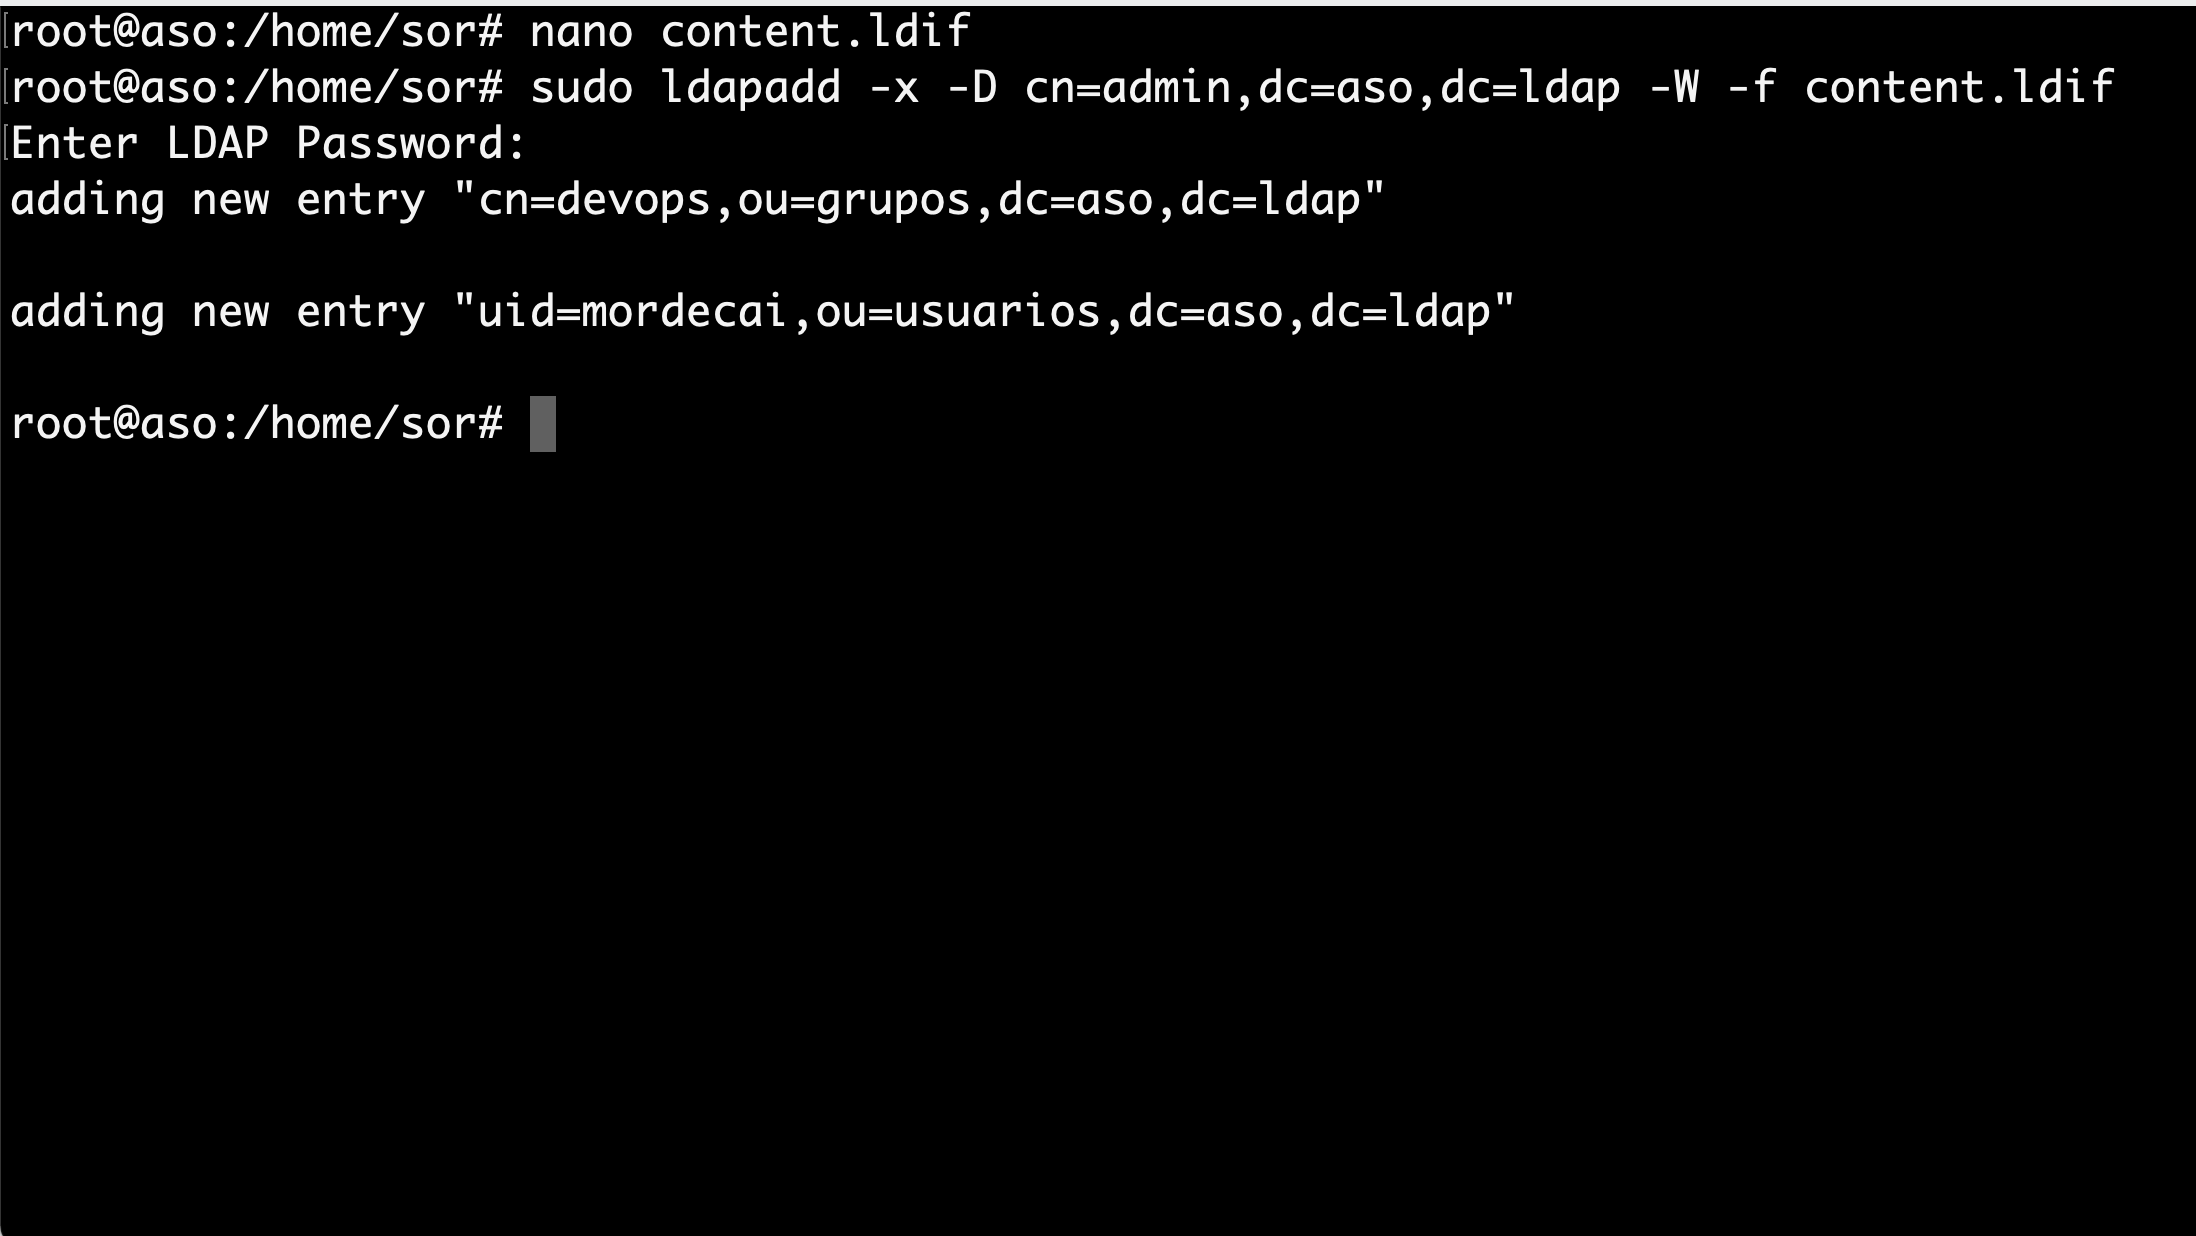 root@aso:/home/sor# nano content.ldif
root@aso:/home/sor# sudo ldapadd -x -D cn=admin,dc=aso,dc=ldap -W -f content.ldif
Enter LDAP Password:
adding new entry "cn=devops,ou=grupos,dc=aso,dc=ldap"
adding new entry "uid=mordecai,ou=usuarios,dc=aso,dc=ldap"
root@aso:/home/sor#